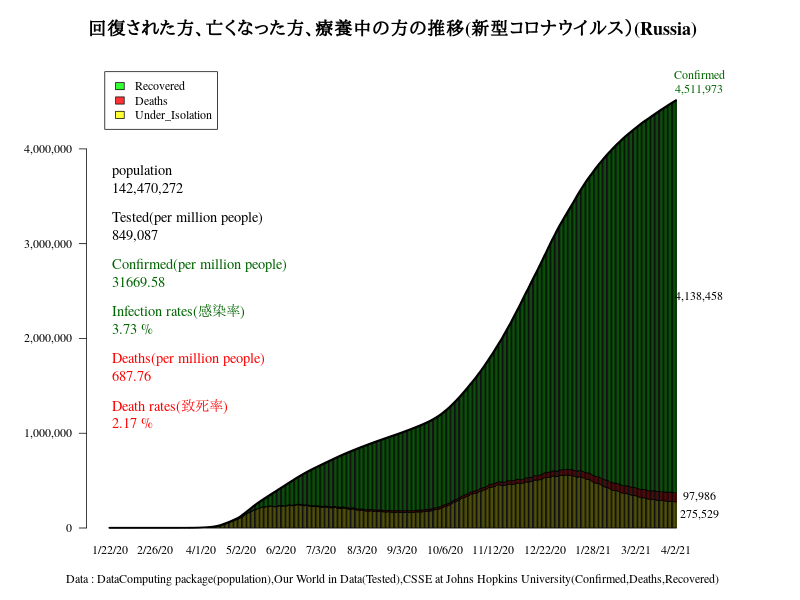 回復された方、亡くなった方、療養中の方の推移(新型コロナウイルス）(Russia)
Confirmed
4,511,973
Recovered
Deaths
Under_Isolation
4,000,000
population
142,470,272
Tested(per million people)
849,087
3,000,000
Confirmed(per million people)
31669.58
4,138,458
Infection rates(感染率)
3.73 %
2,000,000
Deaths(per million people)
687.76
Death rates(致死率)
2.17 %
1,000,000
97,986
275,529
0
1/22/20 2/26/20 4/1/20 5/2/20 6/2/20 7/3/20 8/3/20 9/3/20 10/6/20 11/12/20 12/22/20 1/28/21 3/2/21 4/2/21
Data : DataComputing package(population),Our World in Data(Tested),CSSE at Johns Hopkins University(Confirmed,Deaths,Recovered)